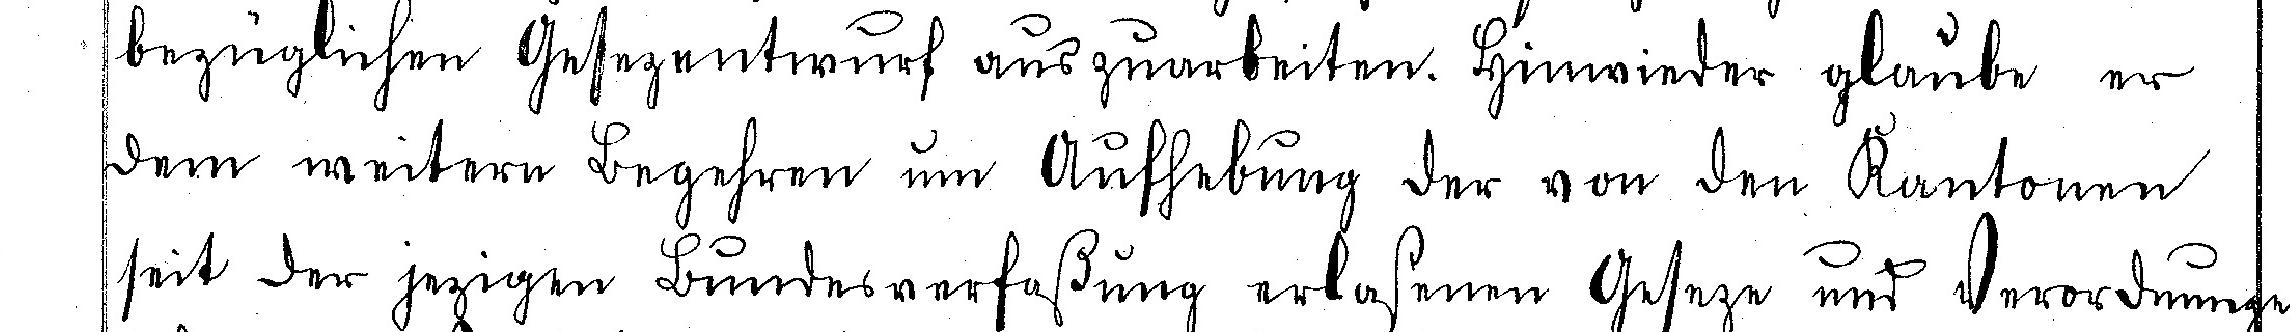 bezüglichen Gesezentwurf auszuarbeiten. Hinwieder glaube er
dem weitern Begehren um Aufhebung der von den Kantonen
seit der jezigen Bundesverfaßung erlaßenen Geseze und Verordnunge